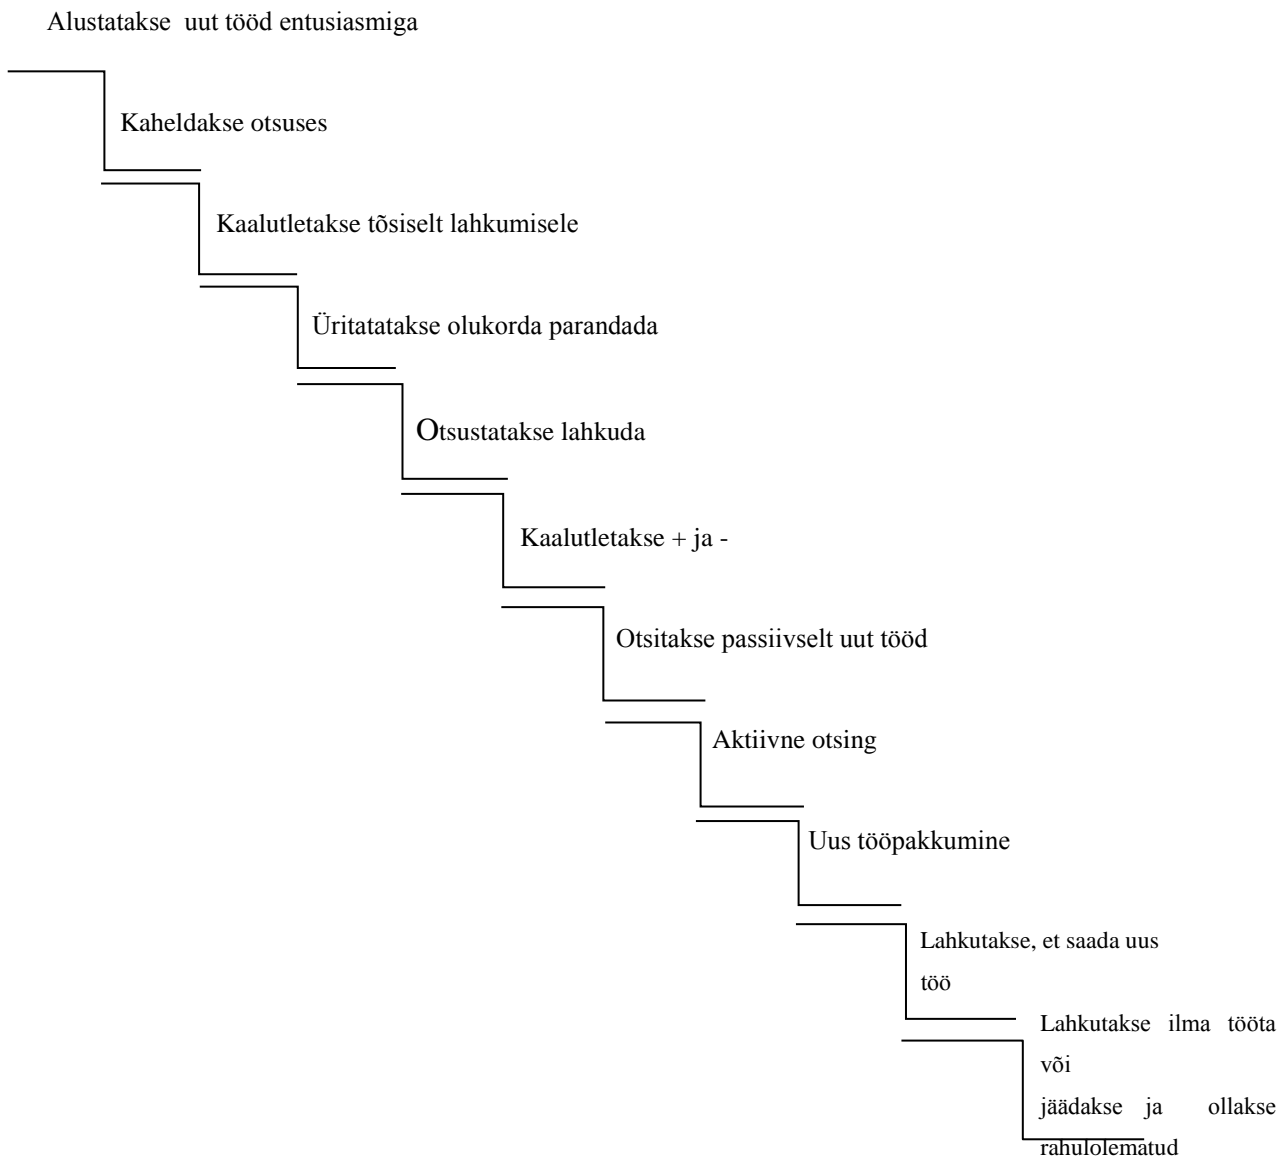 Alustatakse uut tööd entusiasmiga
Kaheldakse otsuses
Kaalutletakse tõsiselt lahkumisele
Üritatatakse olukorda parandada
Otsustatakse lahkuda
Kaalutletakse + ja -
Otsitakse passiivselt uut tööd
Aktiivne otsing
Uus tööpakkumine
Lahkutakse, et saada uus
töö
Lahkutakse ilma tööta
või
jäädakse ja ollakse
rahulolematud